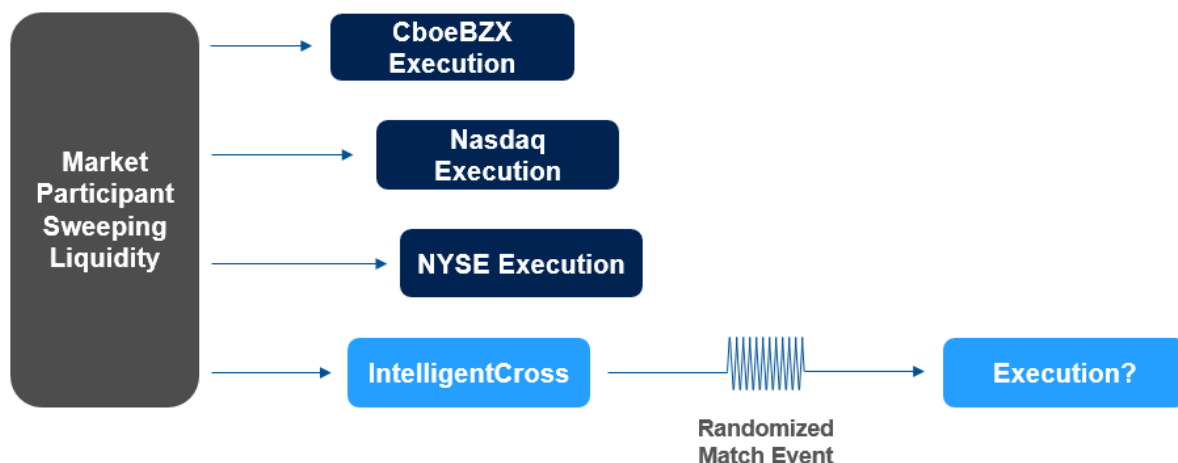 Market
Participant
Sweeping
Liquidity
CboeBZX
Execution
Nasdaq
Execution
NYSE Execution
IntelligentCross
Randomized
Match Event
Execution?